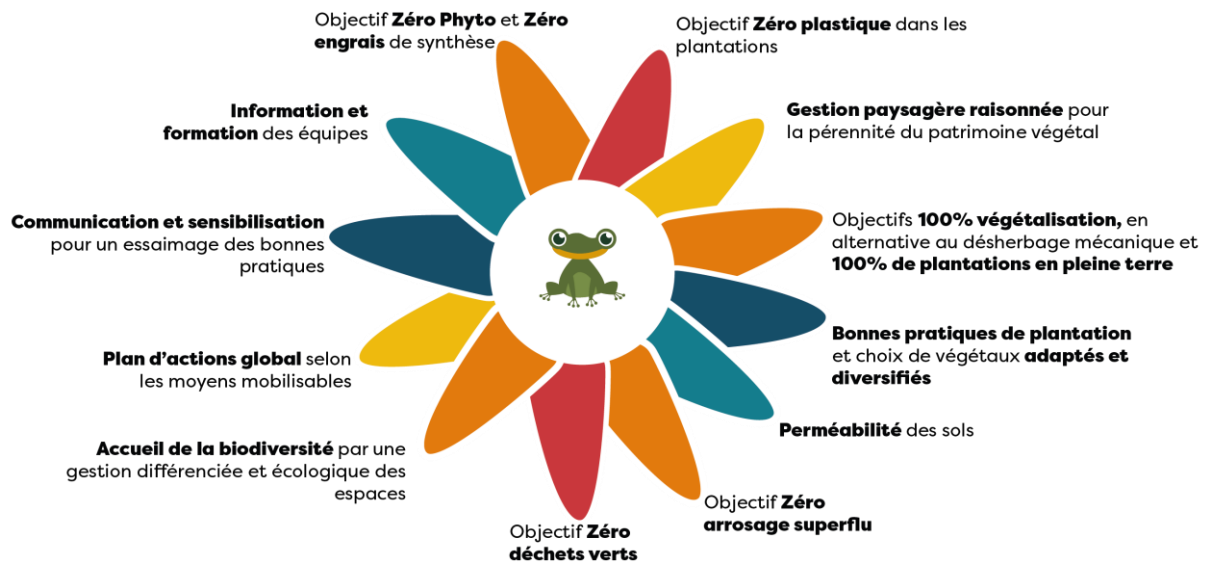 Objectif Zéro Phyto et Zéro
engrais de synthèse
Objectif Zéro plastique dans les
plantations
Information et
formation des équipes
Gestion paysagère raisonnée pour
la pérennité du patrimoine végétal
Communication et sensibilisation
pour un essaimage des bonnes
pratiques
Objectifs 100% végétalisation, en
alternative au désherbage mécanique et
100% de plantations en pleine terre
Plan d’actions global selon
les moyens mobilisables
Bonnes pratiques de plantation
et choix de végétaux adaptés et
diversifiés
Accueil de la biodiversité par une
gestion différenciée et écologique des
espaces
Perméabilité des sols
Objectif Zéro
déchets verts
Objectif Zéro
arrosage superflu